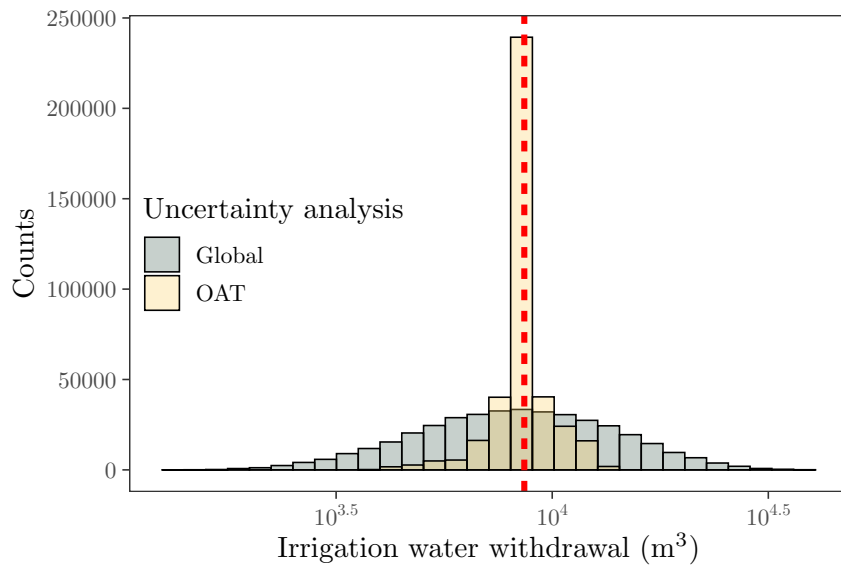 250000
200000
150000
100000
50000
0
Counts
Uncertainty analysis
Global
OAT
10^3.5
10^4
10^4.5
Irrigation water withdrawal (m^3)